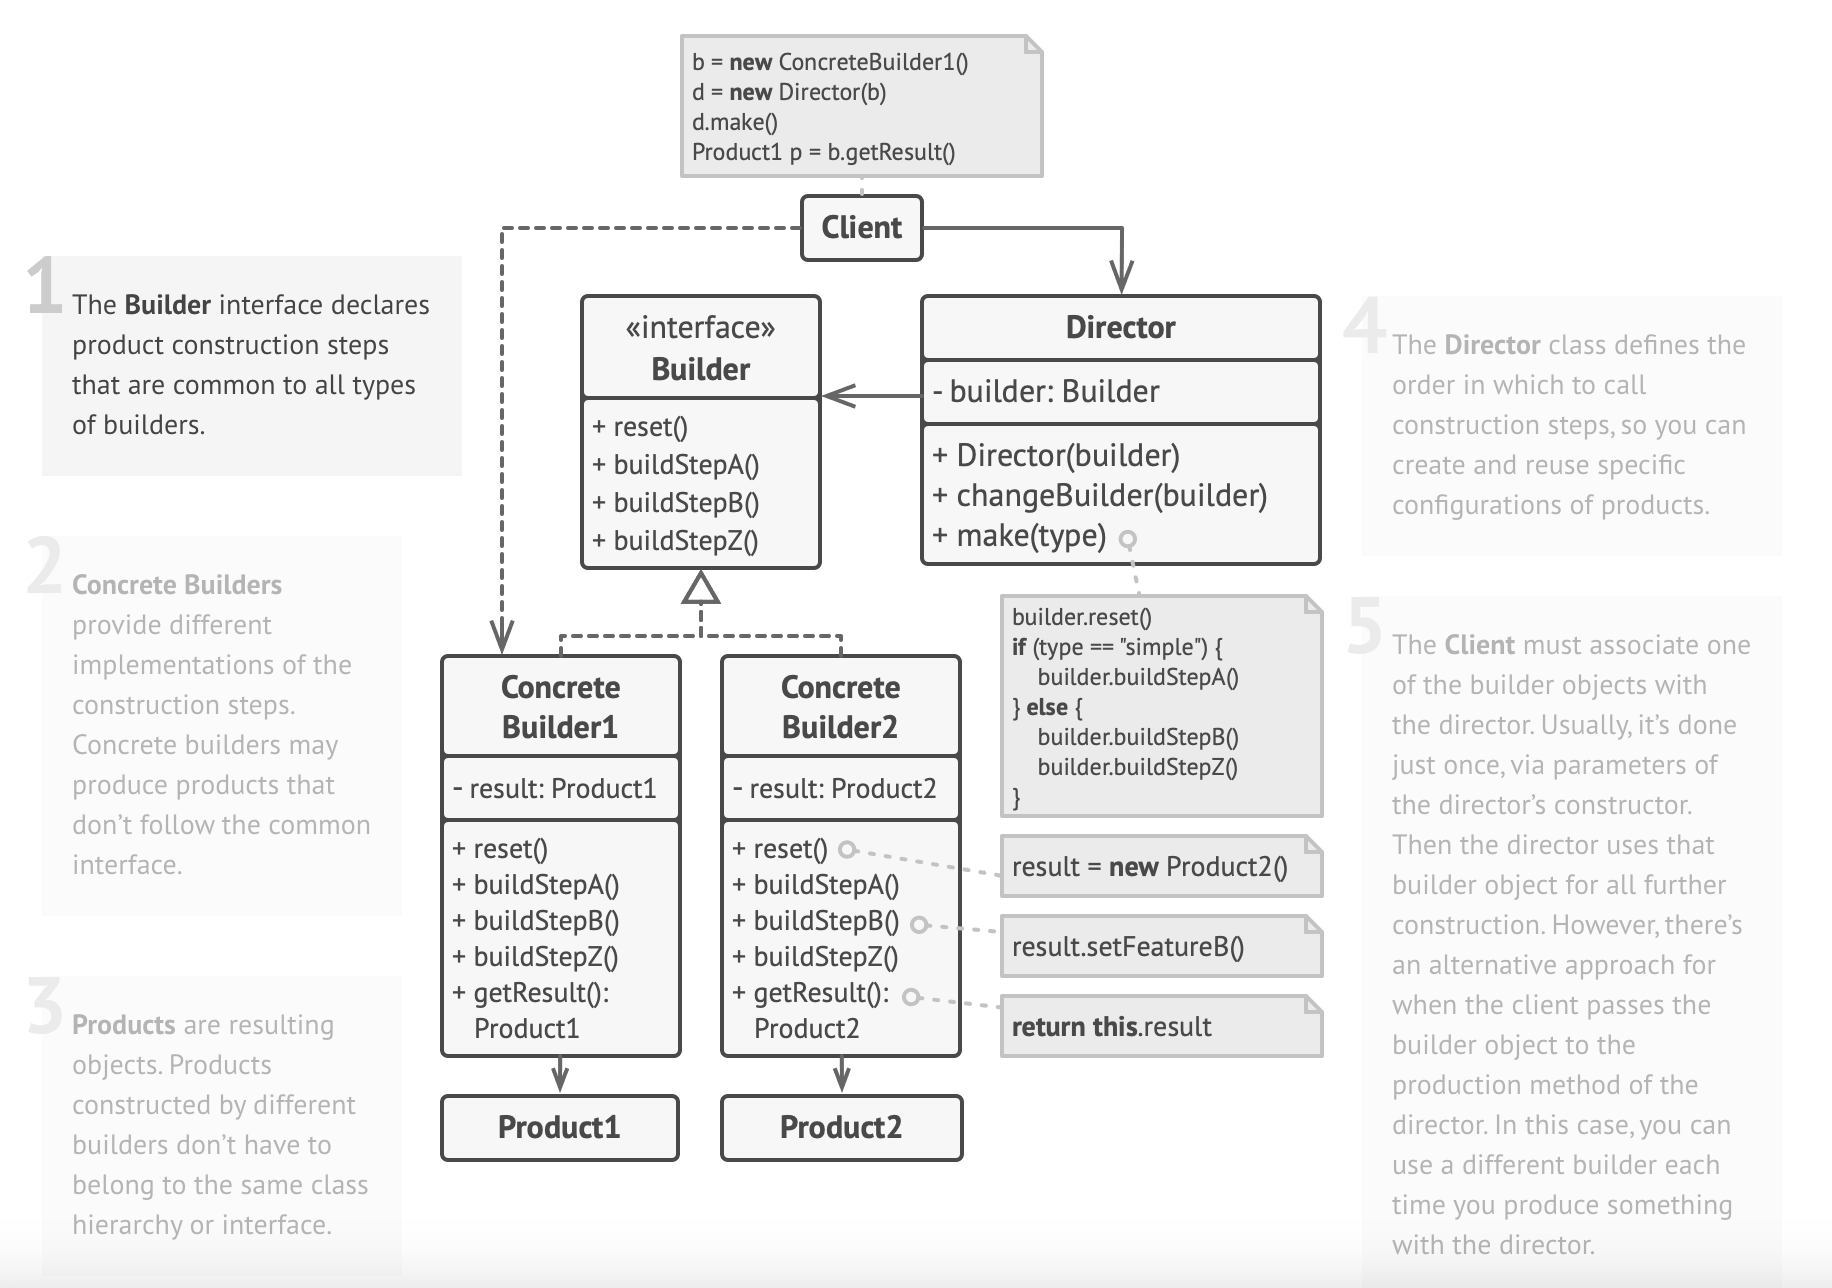 b = new ConcreteBuilder1()
d = new Director(b)
d.make()
Product1 p = b.getResult()
Client
1
The Builder interface declares
product construction steps
that are common to all types
of builders.
«interface»
Builder
+ reset()
+ buildStepA()
+ buildStepB()
+ buildStepZ()
Director
- builder: Builder
+ Director(builder)
+ changeBuilder(builder)
+ make(type)
4
The Director class defines the
order in which to call
construction steps, so you can
create and reuse specific
configurations of products.
2
Concrete Builders
provide different
implementations of the
construction steps.
Concrete builders may
produce products that
don’t follow the common
interface.
Concrete
Builder1
- result: Product1
+ reset()
+ buildStepA()
+ buildStepB()
+ buildStepZ()
+ getResult():
Product1
Concrete
Builder2
- result: Product2
+ reset()
+ buildStepA()
+ buildStepB()
+ buildStepZ()
+ getResult():
Product2
builder.reset()
if (type == "simple") {
builder.buildStepA()
} else {
builder.buildStepB()
builder.buildStepZ()
}
result = new Product2()
result.setFeatureB()
return this.result
5
The Client must associate one
of the builder objects with
the director. Usually, it’s done
just once, via parameters of
the director’s constructor.
Then the director uses that
builder object for all further
construction. However, there’s
an alternative approach for
when the client passes the
builder object to the
production method of the
director. In this case, you can
use a different builder each
time you produce something
with the director.
3
Products are resulting
objects. Products
constructed by different
builders don’t have to
belong to the same class
hierarchy or interface.
Product1
Product2